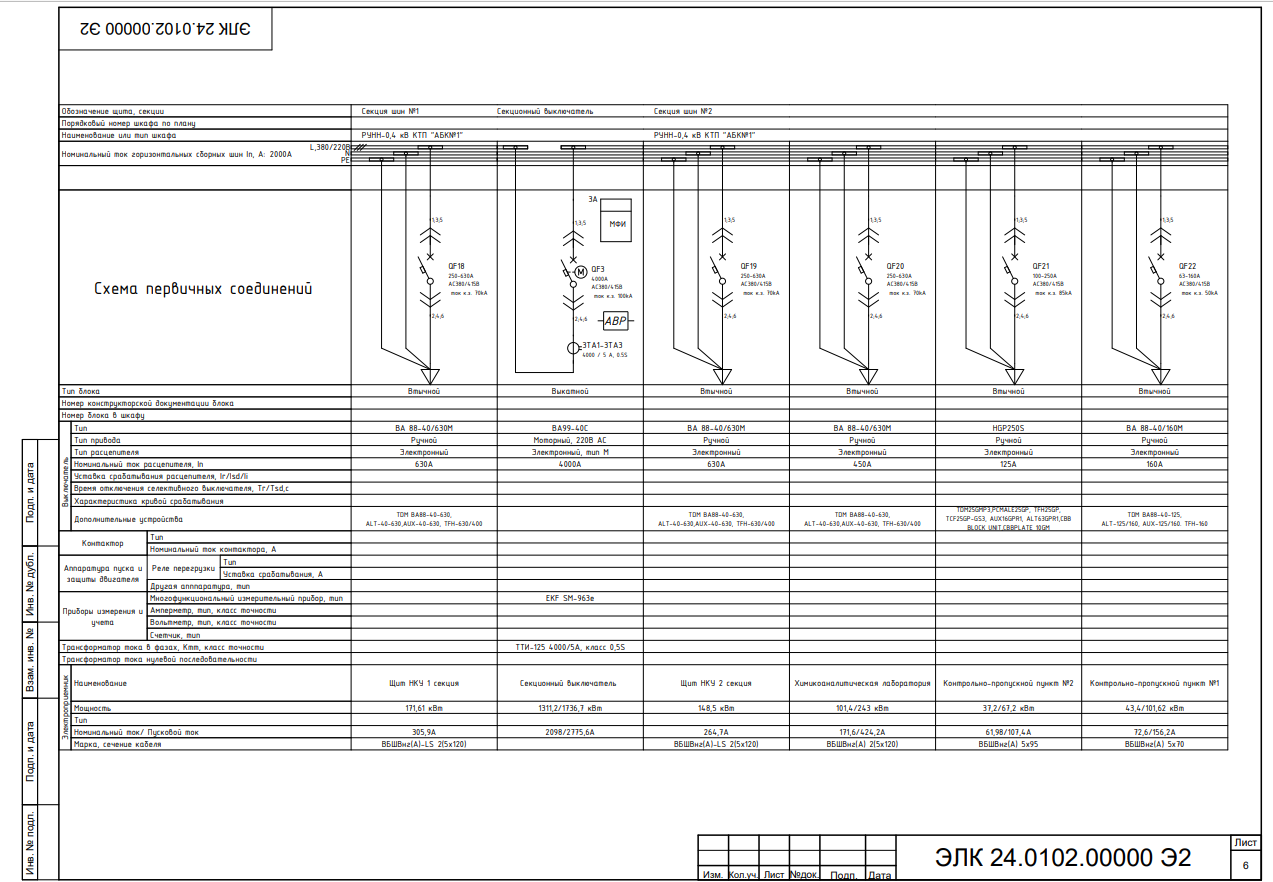 ЭЛК 24.0102.00000 Э2
Обозначение щита, секции Секция шин №1 Секционный выключатель Секция шин №2
Порядковый номер шкафа по плану
Наименование или тип шкафа РУНН-0,4 кВ КТП "АБК№1" РУНН-0,4 кВ КТП "АБК№1"
Номинальный ток горизонтальных сборных шин In, А: 2000А
L,380/220В
N
PE
Схема первичных соединений
1,3,5
QF18
250-630А
AC380/415В
ток к.з. 70кА
2,4,6
3А
МФИ
1,3,5
М
QF3
4000А
AC380/415В
ток к.з. 100кА
2,4,6
АВР
3ТА1-3ТА3
4000 / 5 А, 0.5S
1,3,5
QF19
250-630А
AC380/415В
ток к.з. 70кА
2,4,6
1,3,5
QF20
250-630А
AC380/415В
ток к.з. 70кА
2,4,6
1,3,5
QF21
100-250А
AC380/415В
ток к.з. 85кА
2,4,6
1,3,5
QF22
63-160А
AC380/415В
ток к.з. 50кА
2,4,6
Тип блока Втычной Выкатной Втычной Втычной Втычной Втычной
Номер конструкторской документации блока
Номер блока в шкафу
Выключатель
Тип ВА 88-40/630М ВА99-40С ВА 88-40/630М ВА 88-40/630М HGP250S ВА 88-40/160М
Тип привода Ручной Моторный, 220В АС Ручной Ручной Ручной Ручной
Тип расцепителя Электронный Электронный, тип М Электронный Электронный Электронный Электронный
Номинальный ток расцепителя, In 630А 4000А 630А 450А 125А 160А
Уставка срабатывания расцепителя, Ir/Isd/Ii
Время отключения селективного выключателя, Tr/Tsd,с
Характеристика кривой срабатывания
Дополнительные устройства
TDM ВА88-40-630,
ALT-40-630,AUX-40-630, TFH-630/400
TDM ВА88-40-630,
ALT-40-630,AUX-40-630, TFH-630/400
TDM ВА88-40-630,
ALT-40-630,AUX-40-630, TFH-630/400
TDM25GMP3,PCMALE25GP, TFH25GP,
TCF25GP-GS3, AUX16GPR1, ALT63GPR1,CBB
BLOCK UNIT,CBBPLATE 10GM
TDM ВА88-40-125,
ALT-125/160, AUX-125/160. TFH-160
Контактор
Тип
Номинальный ток контактора, А
Аппаратура пуска и
защиты двигателя
Реле перегрузки
Тип
Уставка срабатывания, А
Другая апппаратура, тип
Приборы измерения и
учета
Многофункциональный измерительный прибор, тип EKF SM-963e
Амперметр, тип, класс точности
Вольтметр, тип, класс точности
Счетчик, тип
Трансформатор тока в фазах, Ктт, класс точности ТТИ-125 4000/5А, класс 0,5S
Трансформатор тока нулевой последовательности
Электроприемник
Наименование Щит НКУ 1 секция Секционный выключатель Щит НКУ 2 секция Химикоаналитическая лаборатория Контрольно-пропускной пункт №2 Контрольно-пропускной пункт №1
Мощность 171,61 кВт 1311,2/1736,7 кВт 148,5 кВт 101,4/243 кВт 37,2/67,2 кВт 43,4/101,62 кВт
Тип
Номинальный ток/ Пусковой ток 305,9А 2098/2775,6А 264,7А 171,6/424,2А 61,98/107,4А 72,6/156,2А
Марка, сечение кабеля ВБШВнг(А)-LS 2(5х120) ВБШВнг(А)-LS 2(5х120) ВБШВнг(А) 2(5х120) ВБШВнг(А) 5х95 ВБШВнг(А) 5х70
Подп. и дата
Инв. № дубл.
Взам. инв. №
Подп. и дата
Инв. № подл.
Изм. Кол.уч. Лист №док. Подп. Дата
ЭЛК 24.0102.00000 Э2
Лист
6